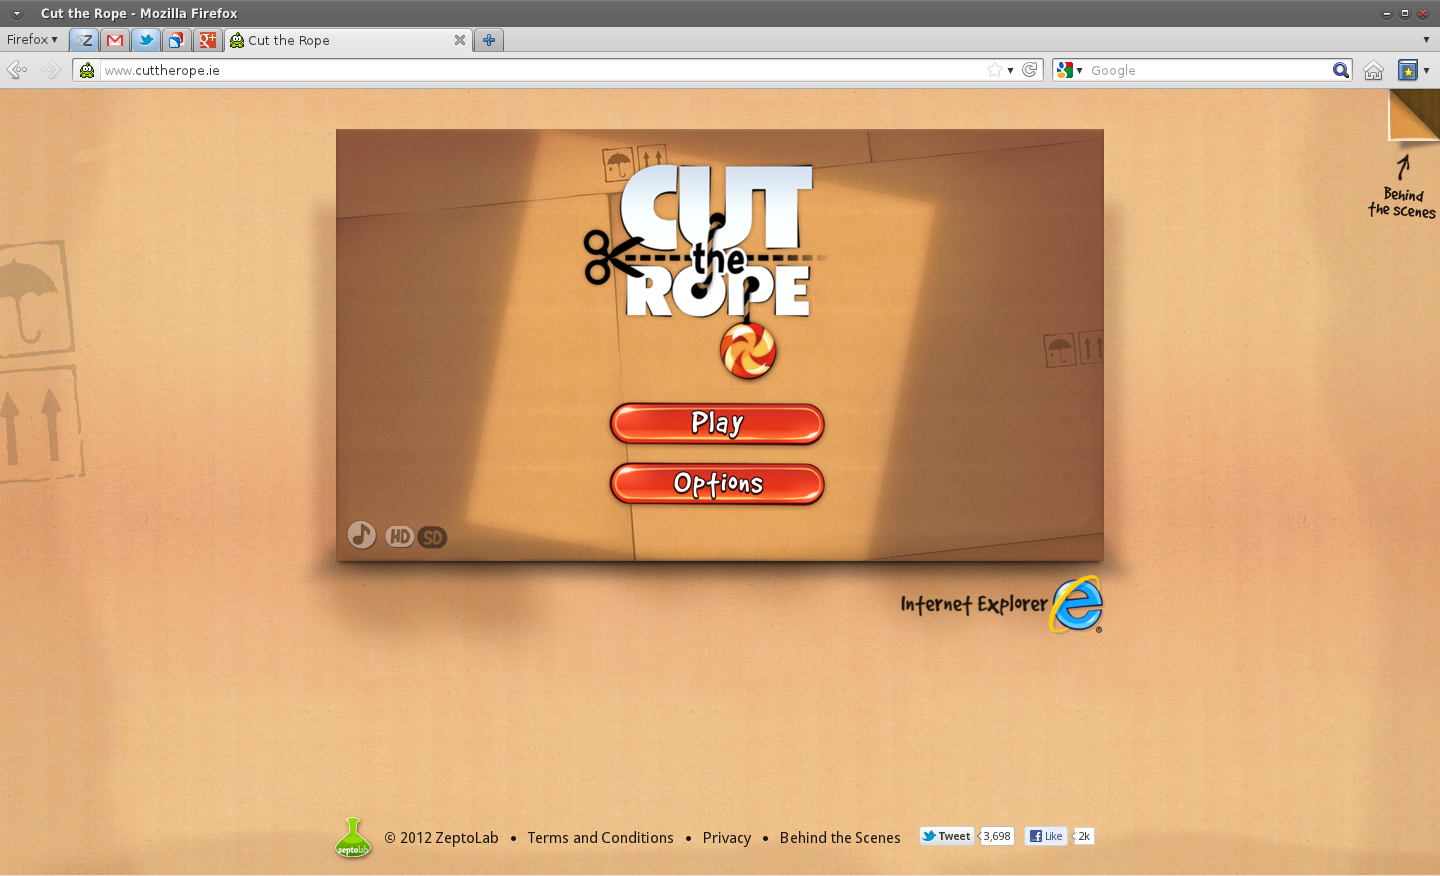 Cut the Rope - Mozilla Firefox
Firefox
Z
Cut the Rope
www.cuttherope.ie
Google
Behind
the scenes
CUT
the
ROPE
Play
Options
HD SD
Internet Explorer
®
zeptolab
© 2012 ZeptoLab • Terms and Conditions • Privacy • Behind the Scenes
Tweet 3,698 Like 2k